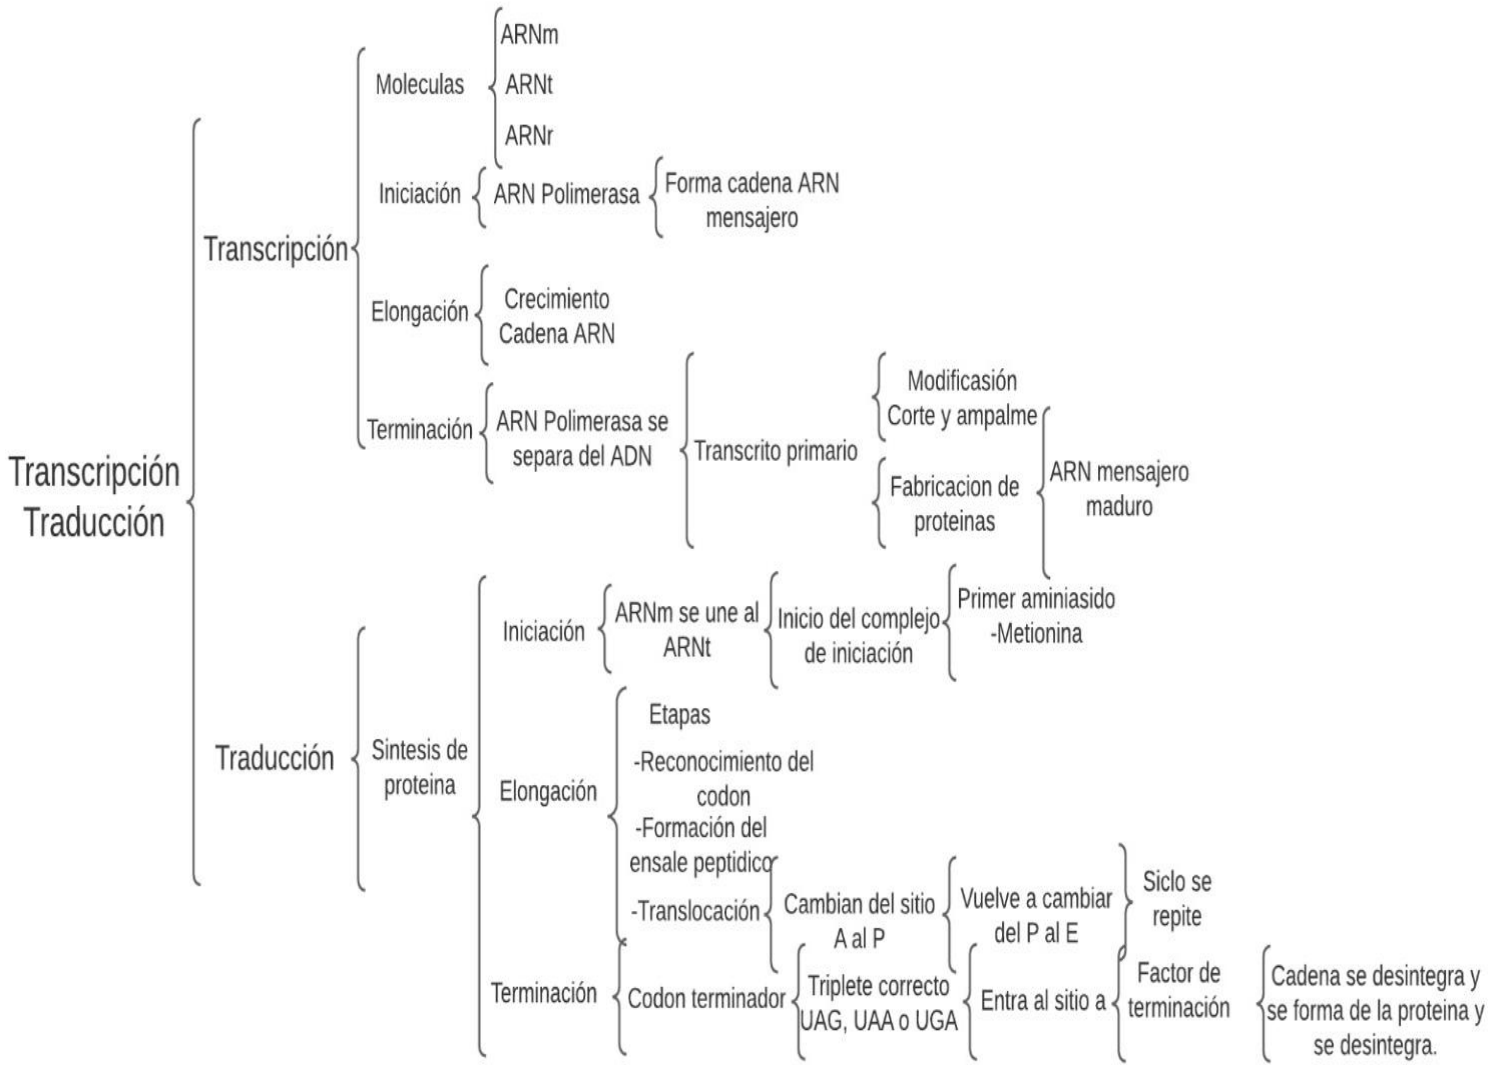 Transcripción
Traducción
Transcripción
Moleculas
ARNm
ARNt
ARNr
Iniciación
ARN Polimerasa
Forma cadena ARN
mensajero
Elongación
Crecimiento
Cadena ARN
Terminación
ARN Polimerasa se
separa del ADN
Transcrito primario
Modificasión
Corte y ampalme
Fabricacion de
proteinas
ARN mensajero
maduro
Traducción
Sintesis de
proteina
Iniciación
ARNm se une al
ARNt
Inicio del complejo
de iniciación
Primer aminiasido
-Metionina
Elongación
Etapas
-Reconocimiento del
codon
-Formación del
ensale peptidico
-Translocación
Cambian del sitio
A al P
Vuelve a cambiar
del P al E
Siclo se
repite
Terminación
Codon terminador
Triplete correcto
UAG, UAA o UGA
Entra al sitio a
Factor de
terminación
Cadena se desintegra y
se forma de la proteina y
se desintegra.